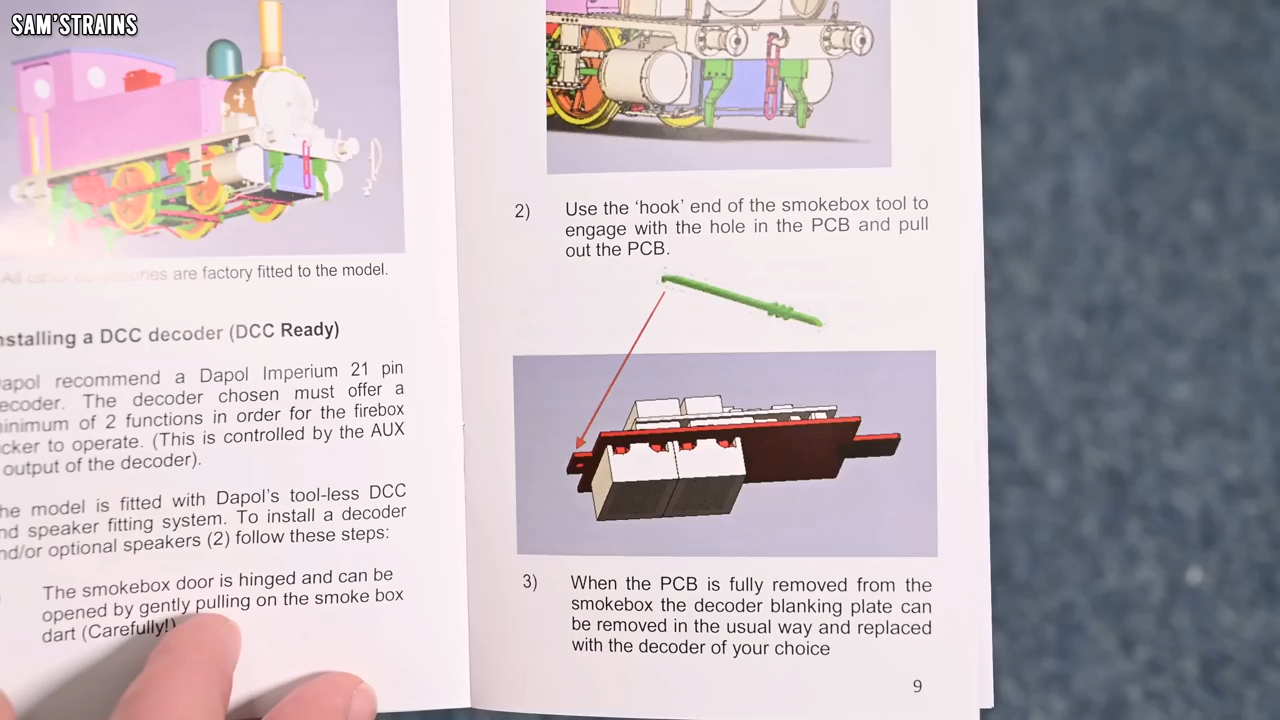 SAM'STRAINS
All other accessories are factory fitted to the model.
nstalling a DCC decoder (DCC Ready)
apol recommend a Dapol Imperium 21 pin
ecoder. The decoder chosen must offer a
inimum of 2 functions in order for the firebox
icker to operate. (This is controlled by the AUX
output of the decoder).
he model is fitted with Dapol's tool-less DCC
nd speaker fitting system. To install a decoder
nd/or optional speakers (2) follow these steps:
The smokebox door is hinged and can be
opened by gently pulling on the smoke box
dart (Carefully!)
2) Use the 'hook' end of the smokebox tool to
engage with the hole in the PCB and pull
out the PCB.
3) When the PCB is fully removed from the
smokebox the decoder blanking plate can
be removed in the usual way and replaced
with the decoder of your choice
9